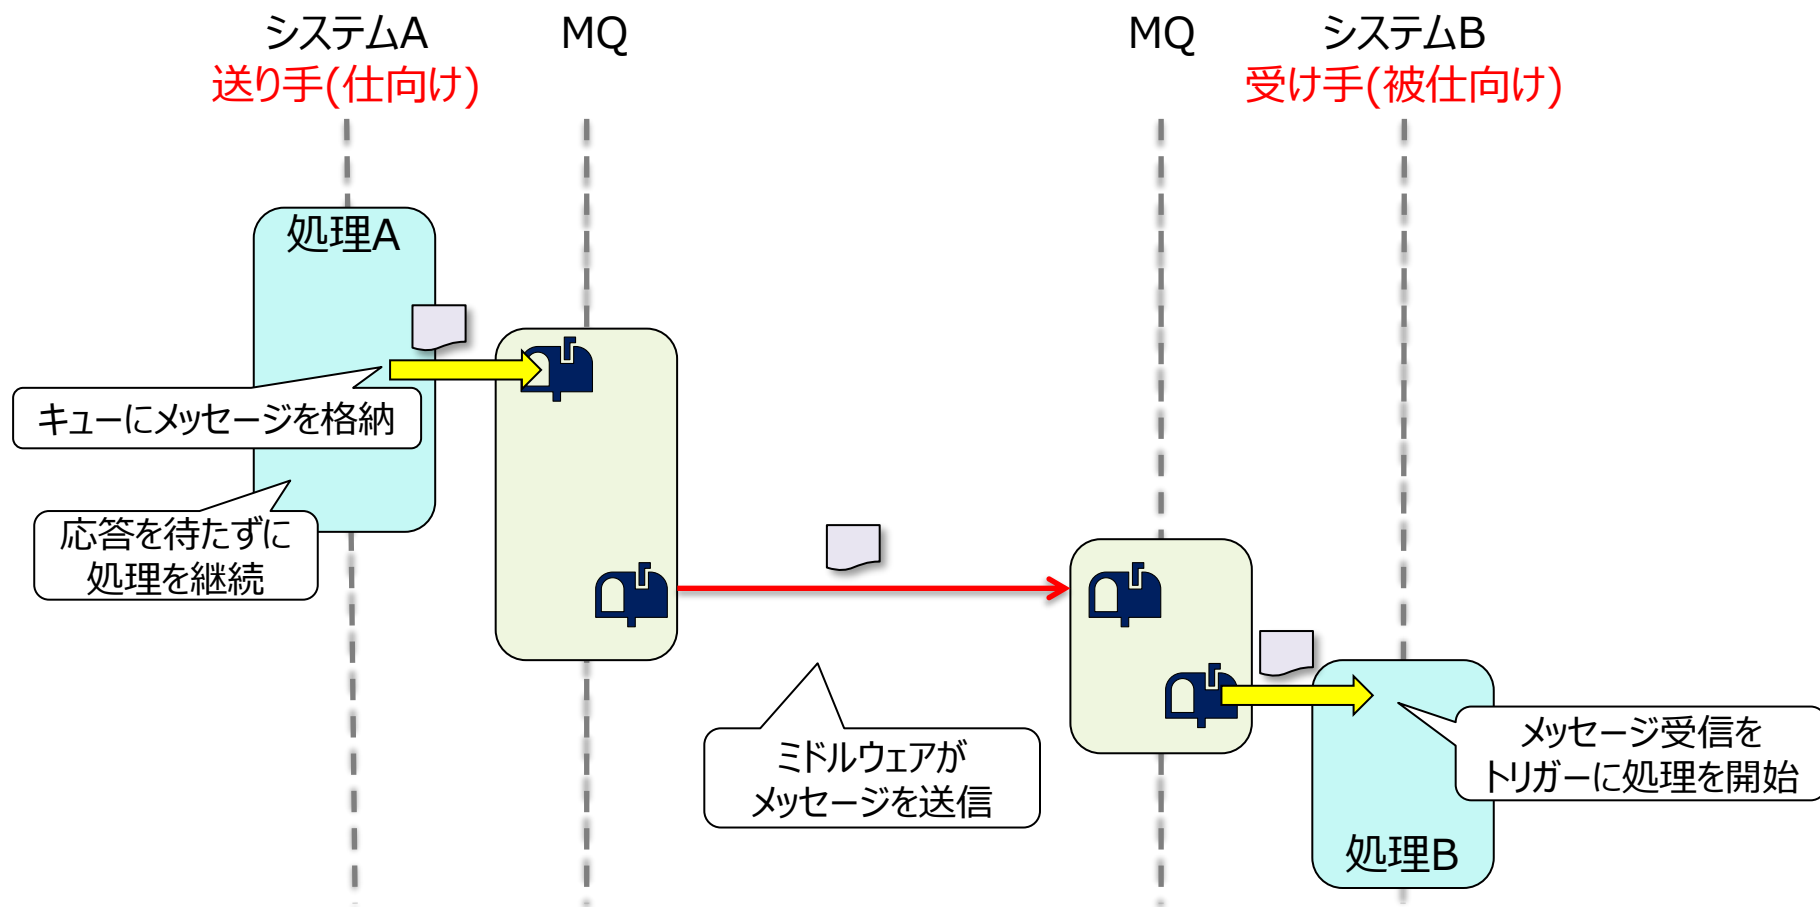 システムA
送り手(仕向け)
MQ
MQ
システムB
受け手(被仕向け)
処理A
キューにメッセージを格納
応答を待たずに
処理を継続
ミドルウェアが
メッセージを送信
メッセージ受信を
トリガーに処理を開始
処理B